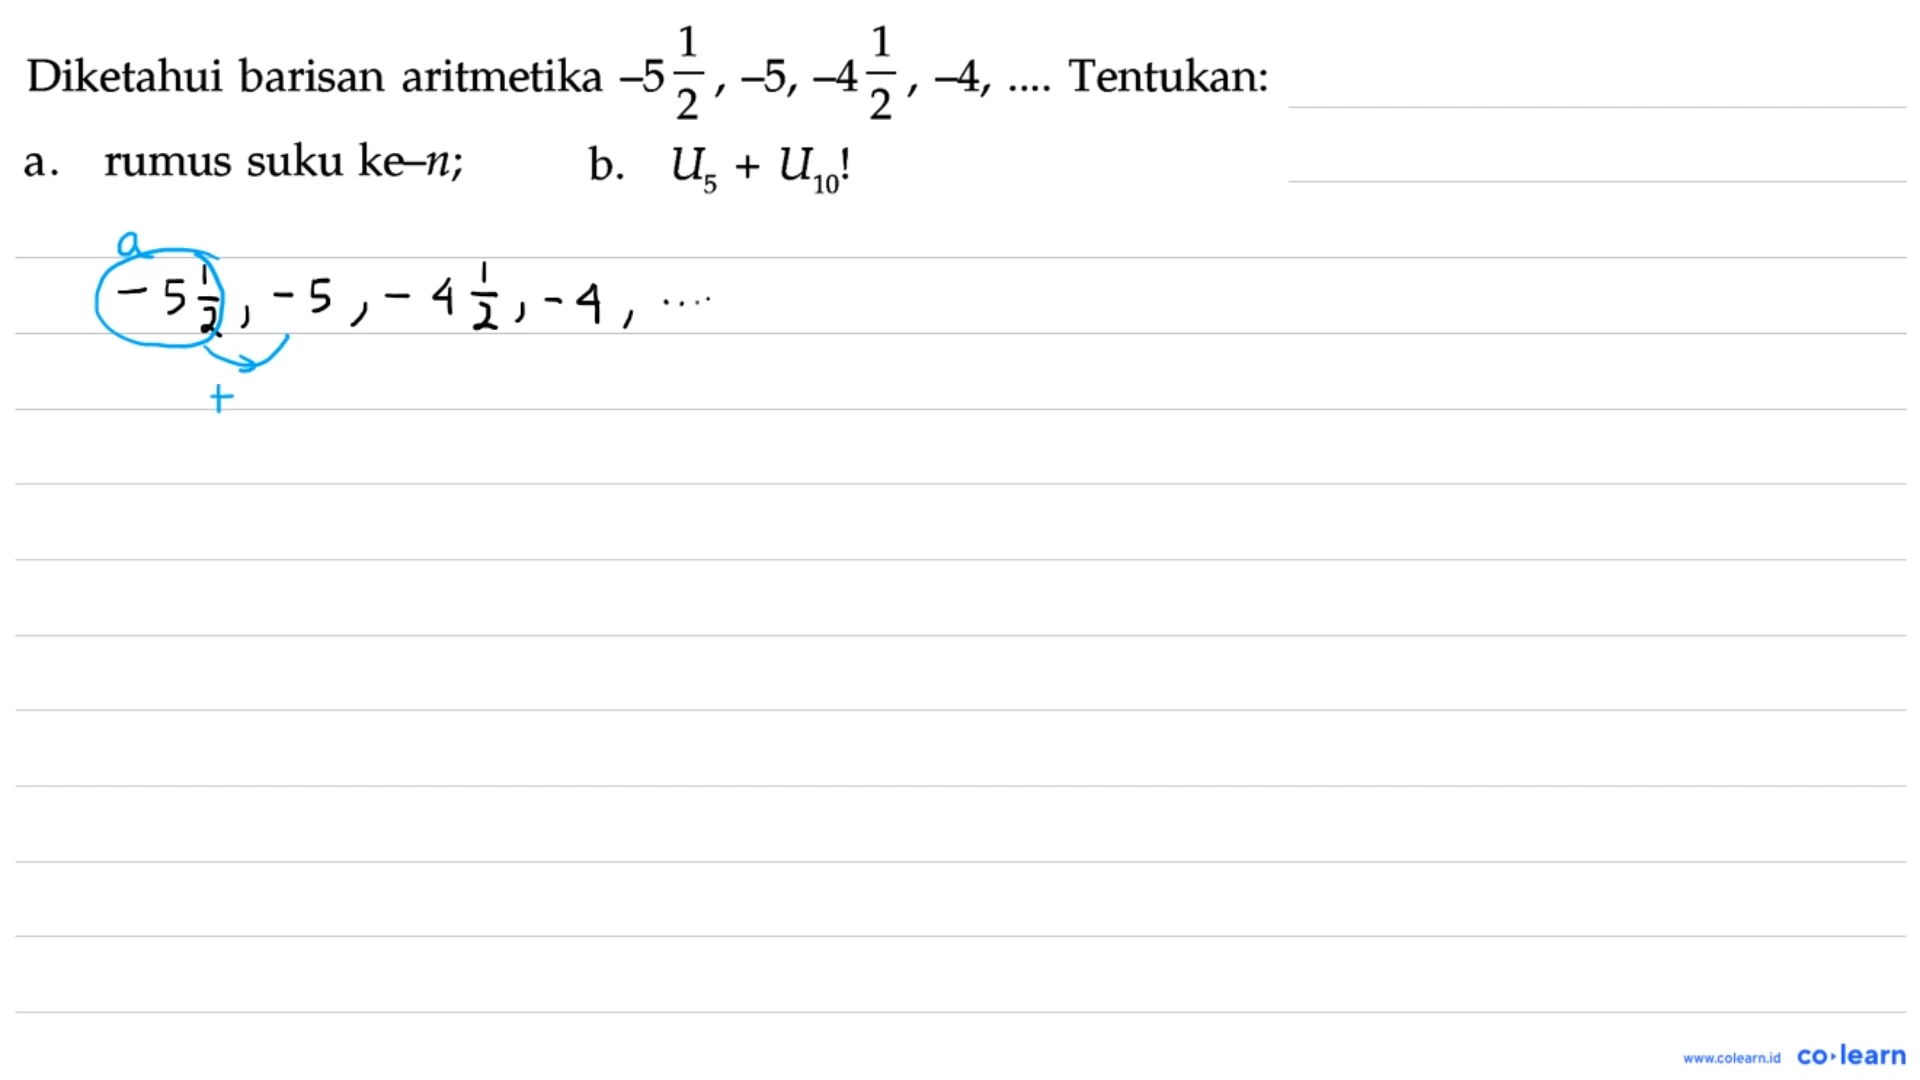 Diketahui barisan aritmetika –5 1/2, –5, –4 1/2, –4, .... Tentukan:
a. rumus suku ke–n; b. U₅ + U₁₀!
a
- 5 1/2, - 5, - 4 1/2, - 4, ....
+
www.colearn.id co·learn